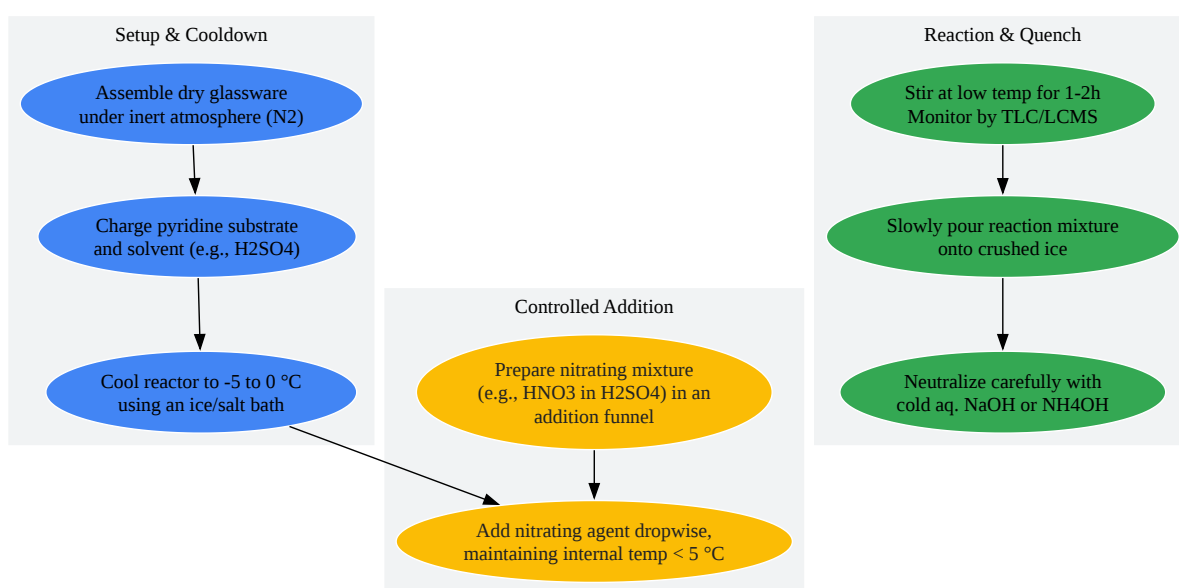 Setup & Cooldown
Assemble dry glassware
under inert atmosphere (N2)
Charge pyridine substrate
and solvent (e.g., H2SO4)
Cool reactor to -5 to 0 °C
using an ice/salt bath
Controlled Addition
Prepare nitrating mixture
(e.g., HNO3 in H2SO4) in an
addition funnel
Add nitrating agent dropwise,
maintaining internal temp < 5 °C
Reaction & Quench
Stir at low temp for 1-2h
Monitor by TLC/LCMS
Slowly pour reaction mixture
onto crushed ice
Neutralize carefully with
cold aq. NaOH or NH4OH